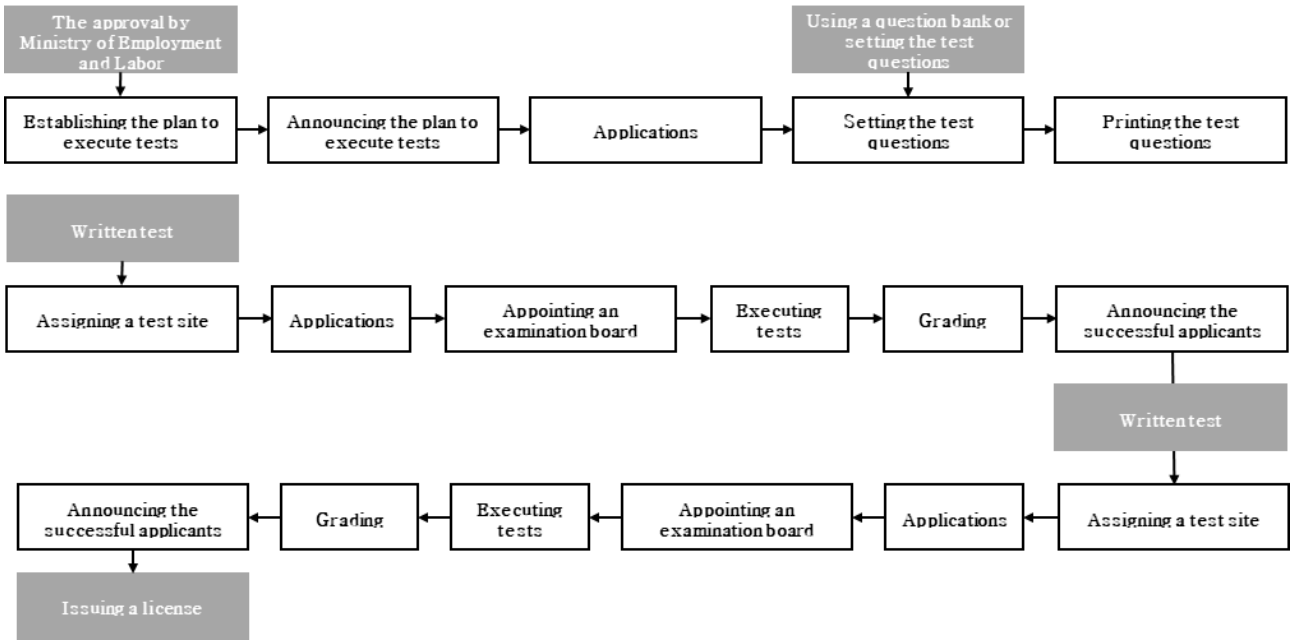 The approval by
Ministry of Employment
and Labor
Using a question bank or
setting the test
questions
Establishing the plan to
execute tests
Announcing the plan to
execute tests
Applications
Setting the test
questions
Printing the test
questions
Written test
Assigning a test site
Applications
Appointing an
examination board
Executing
tests
Grading
Announcing the
successful applicants
Written test
Announcing the
successful applicants
Grading
Executing
tests
Appointing an
examination board
Applications
Assigning a test site
Issuing a license